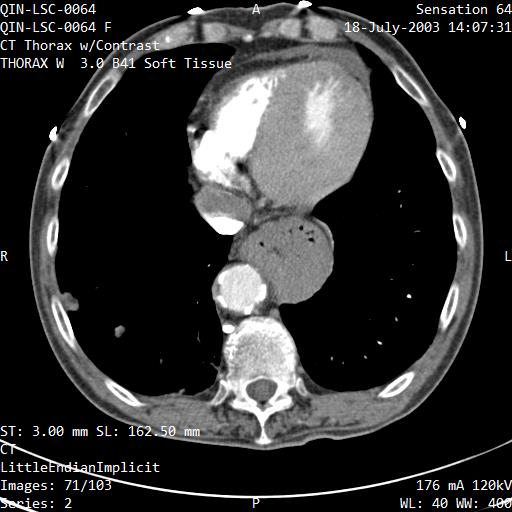 QIN-LSC-0064 A Sensation 64
QIN-LSC-0064 F 18-July-2003 14:07:31
CT Thorax w/Contrast
THORAX W 3.0 B41 Soft Tissue
R L
ST: 3.00 mm SL: 162.50 mm
CT
LittleEndianImplicit
Images: 71/103 176 mA 120kV
Series: 2 P WL: 40 WW: 400